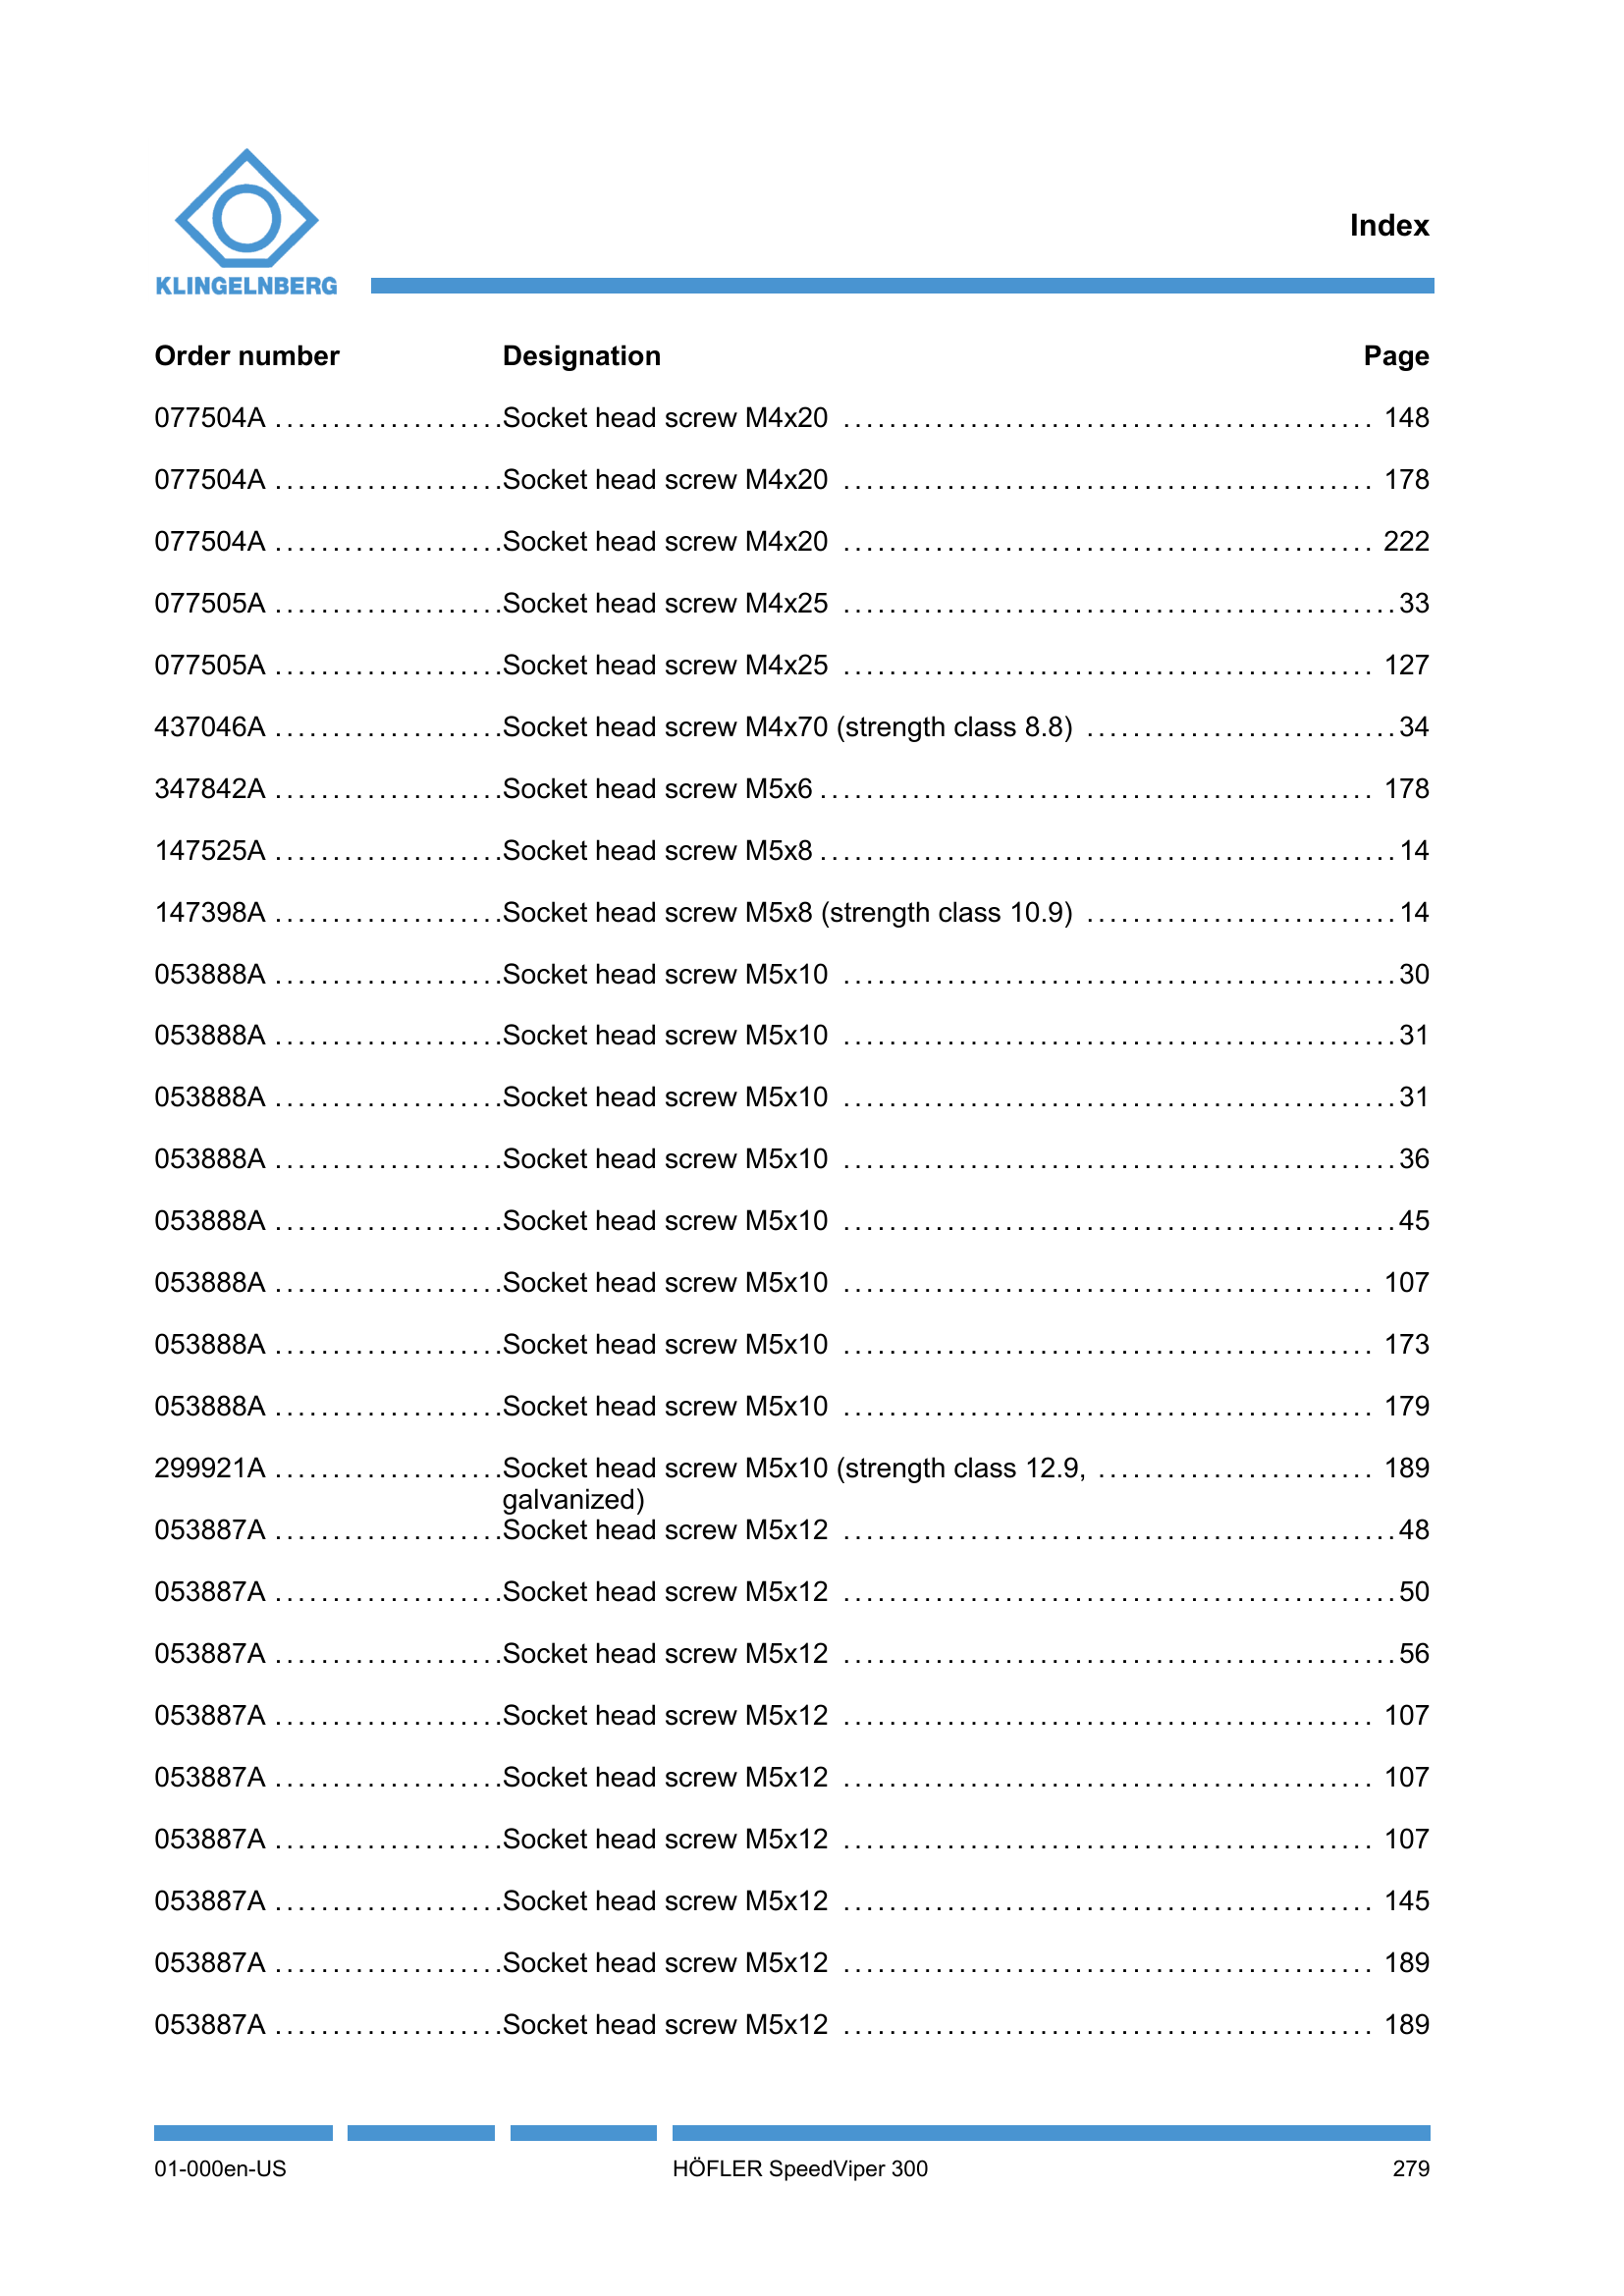 Index
KLINGELNBERG
Order number Designation Page
077504A ....................Socket head screw M4x20 .............................................. 148
077504A ....................Socket head screw M4x20 .............................................. 178
077504A ....................Socket head screw M4x20 .............................................. 222
077505A ....................Socket head screw M4x25 ................................................33
077505A ....................Socket head screw M4x25 .............................................. 127
437046A ....................Socket head screw M4x70 (strength class 8.8) ...........................34
347842A ....................Socket head screw M5x6 ................................................ 178
147525A ....................Socket head screw M5x8 ..................................................14
147398A ....................Socket head screw M5x8 (strength class 10.9) ...........................14
053888A ....................Socket head screw M5x10 ................................................30
053888A ....................Socket head screw M5x10 ................................................31
053888A ....................Socket head screw M5x10 ................................................31
053888A ....................Socket head screw M5x10 ................................................36
053888A ....................Socket head screw M5x10 ................................................45
053888A ....................Socket head screw M5x10 .............................................. 107
053888A ....................Socket head screw M5x10 .............................................. 173
053888A ....................Socket head screw M5x10 .............................................. 179
299921A ....................Socket head screw M5x10 (strength class 12.9, ........................ 189
galvanized)
053887A ....................Socket head screw M5x12 ................................................48
053887A ....................Socket head screw M5x12 ................................................50
053887A ....................Socket head screw M5x12 ................................................56
053887A ....................Socket head screw M5x12 .............................................. 107
053887A ....................Socket head screw M5x12 .............................................. 107
053887A ....................Socket head screw M5x12 .............................................. 107
053887A ....................Socket head screw M5x12 .............................................. 145
053887A ....................Socket head screw M5x12 .............................................. 189
053887A ....................Socket head screw M5x12 .............................................. 189
01-000en-US HÖFLER SpeedViper 300 279